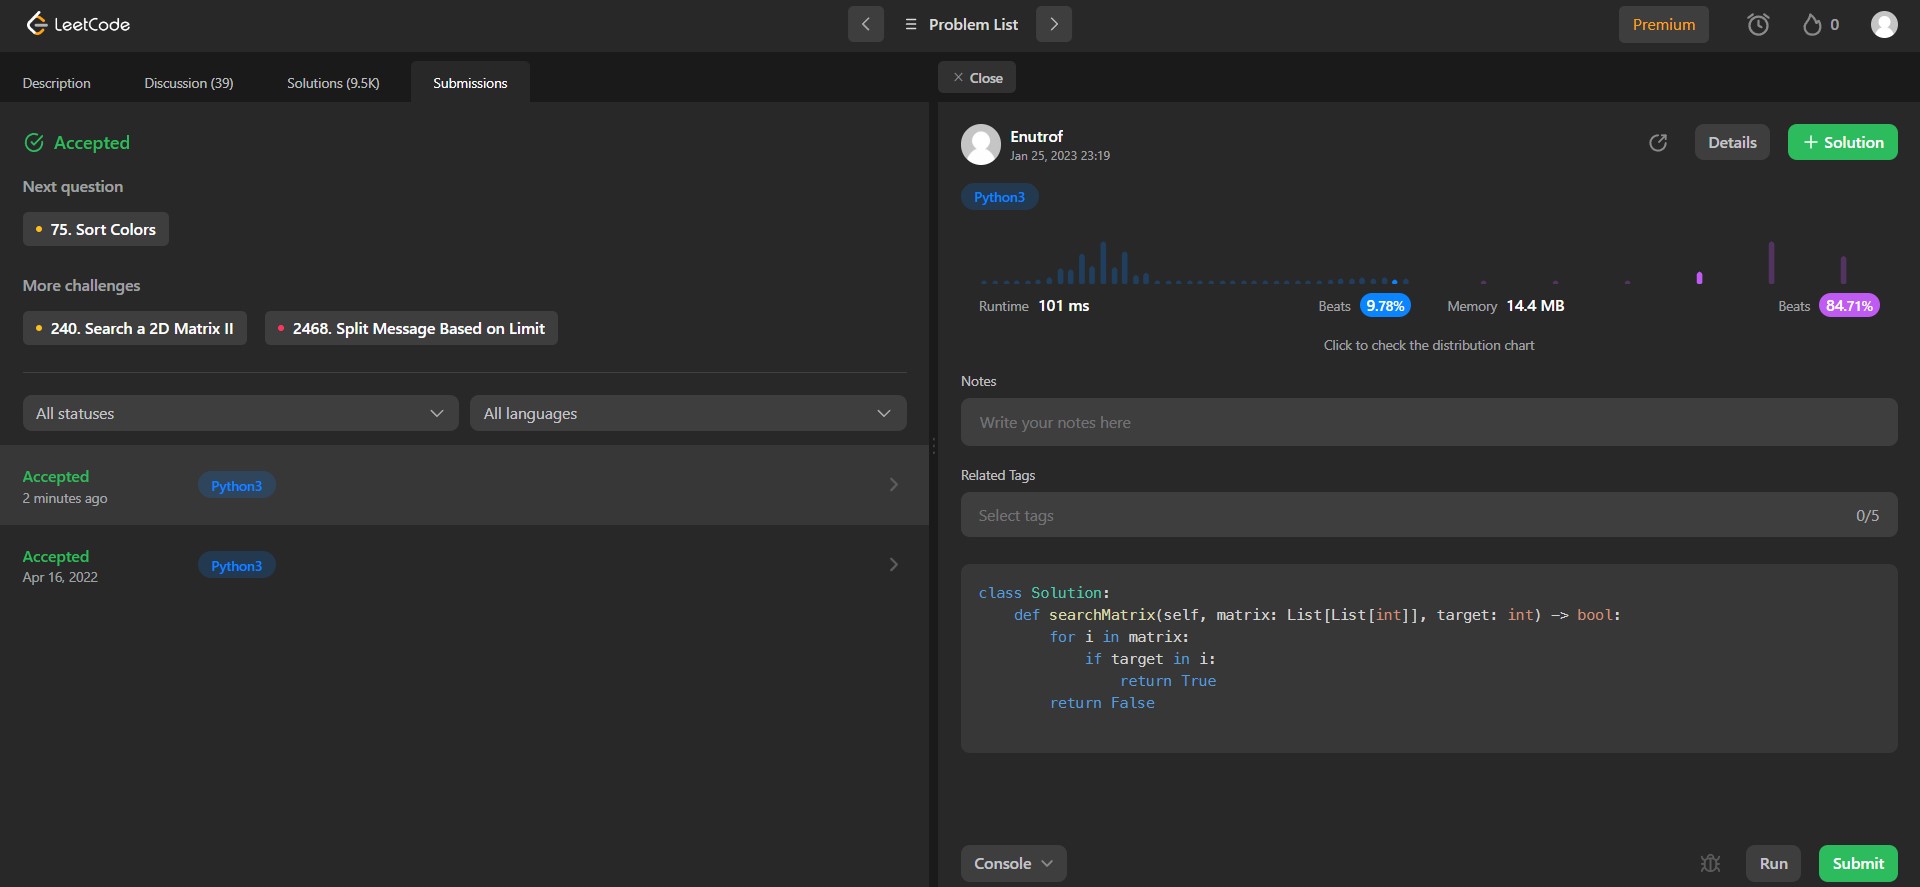 LeetCode
Problem List
Premium
0
Description
Discussion (39)
Solutions (9.5K)
Submissions
Close
Accepted
Next question
75. Sort Colors
More challenges
240. Search a 2D Matrix II
2468. Split Message Based on Limit
All statuses
All languages
Accepted
2 minutes ago
Python3
Accepted
Apr 16, 2022
Python3
Enutrof
Jan 25, 2023 23:19
Details
+ Solution
Python3
Runtime 101 ms
Beats 9.78%
Memory 14.4 MB
Beats 84.71%
Click to check the distribution chart
Notes
Write your notes here
Related Tags
Select tags
0/5
class Solution:
    def searchMatrix(self, matrix: List[List[int]], target: int) -> bool:
        for i in matrix:
            if target in i:
                return True
        return False
Console
Run
Submit